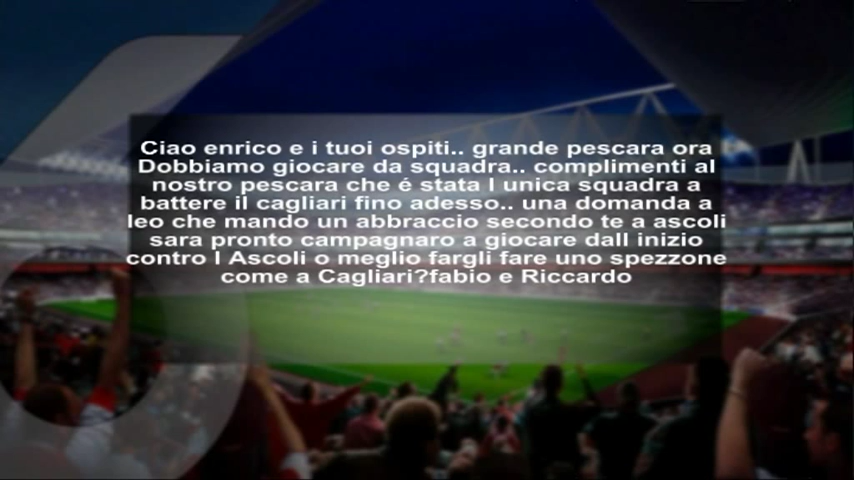 Ciao enrico e i tuoi ospiti.. grande pescara ora
Dobbiamo giocare da squadra.. complimenti al
nostro pescara che é stata l unica squadra a
battere il cagliari fino adesso.. una domanda a
leo che mando un abbraccio secondo te a ascoli
sara pronto campagnaro a giocare dall inizio
contro l Ascoli o meglio fargli fare uno spezzone
come a Cagliari?fabio e Riccardo